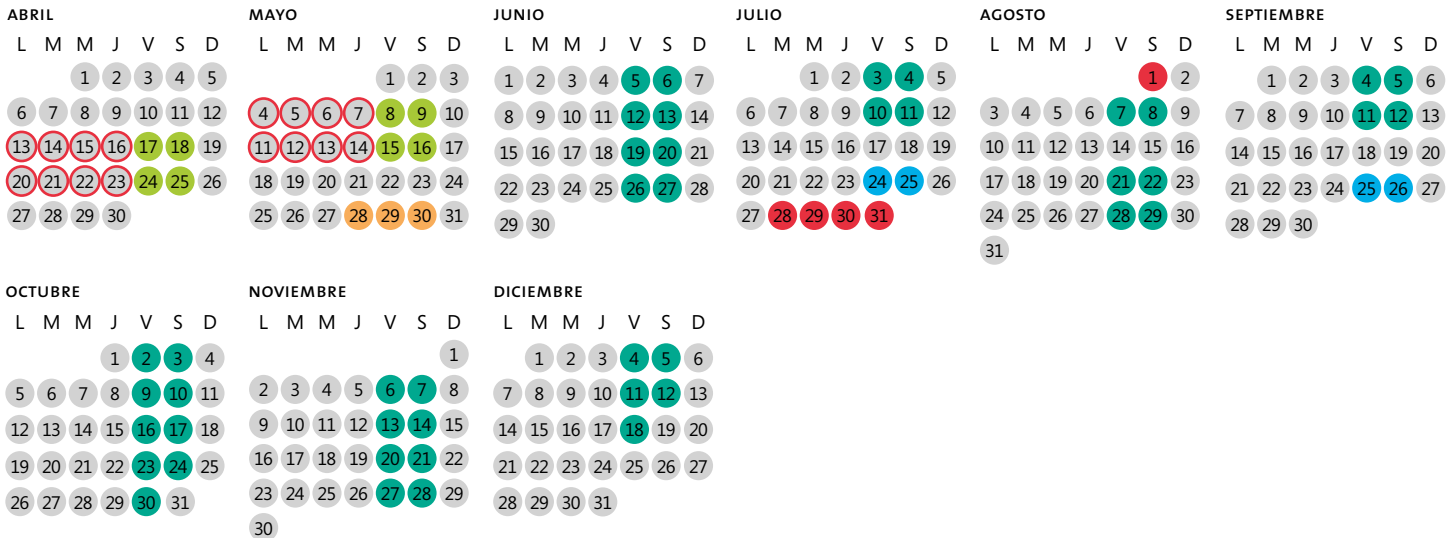 ABRIL
L M M J V S D
1 2 3 4 5
6 7 8 9 10 11 12
13 14 15 16 17 18 19
20 21 22 23 24 25 26
27 28 29 30
MAYO
L M M J V S D
1 2 3
4 5 6 7 8 9 10
11 12 13 14 15 16 17
18 19 20 21 22 23 24
25 26 27 28 29 30 31
JUNIO
L M M J V S D
1 2 3 4 5 6 7
8 9 10 11 12 13 14
15 16 17 18 19 20 21
22 23 24 25 26 27 28
29 30
JULIO
L M M J V S D
1 2 3 4 5
6 7 8 9 10 11 12
13 14 15 16 17 18 19
20 21 22 23 24 25 26
27 28 29 30 31
AGOSTO
L M M J V S D
1 2
3 4 5 6 7 8 9
10 11 12 13 14 15 16
17 18 19 20 21 22 23
24 25 26 27 28 29 30
31
SEPTIEMBRE
L M M J V S D
1 2 3 4 5 6
7 8 9 10 11 12 13
14 15 16 17 18 19 20
21 22 23 24 25 26 27
28 29 30
OCTUBRE
L M M J V S D
1 2 3 4
5 6 7 8 9 10 11
12 13 14 15 16 17 18
19 20 21 22 23 24 25
26 27 28 29 30 31
NOVIEMBRE
L M M J V S D
1
2 3 4 5 6 7 8
9 10 11 12 13 14 15
16 17 18 19 20 21 22
23 24 25 26 27 28 29
30
DICIEMBRE
L M M J V S D
1 2 3 4 5 6
7 8 9 10 11 12 13
14 15 16 17 18 19 20
21 22 23 24 25 26 27
28 29 30 31